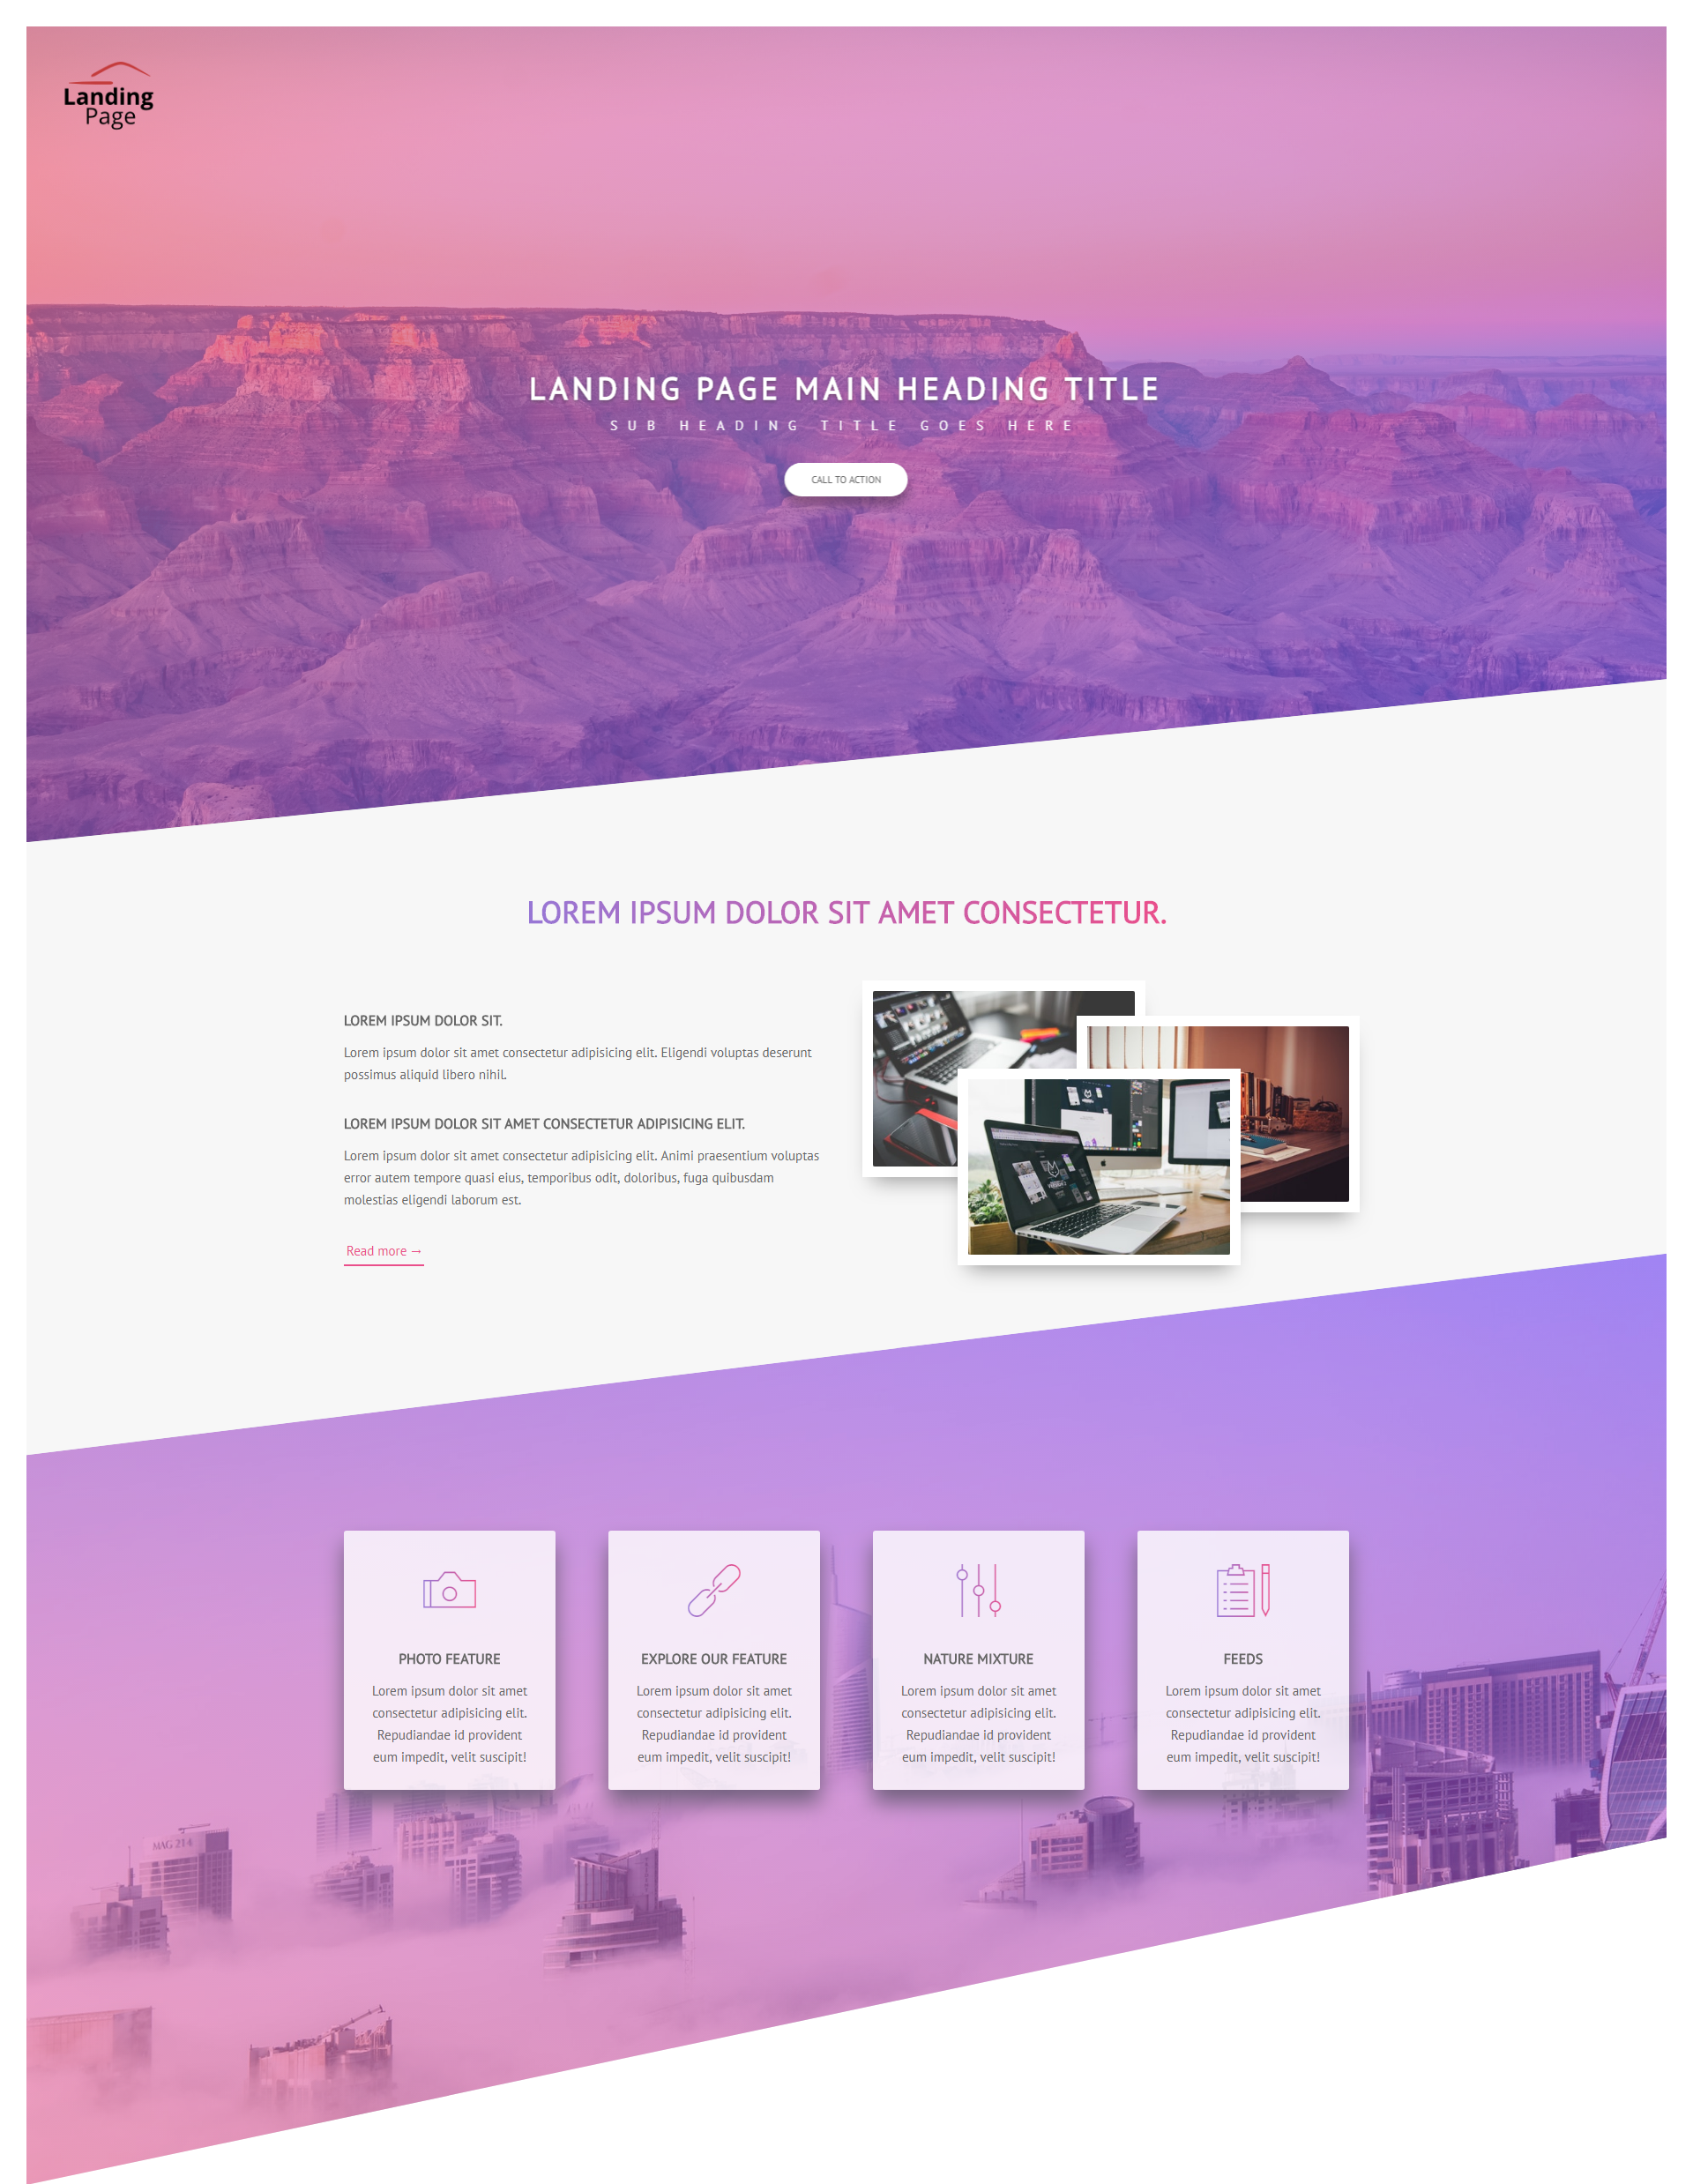 Landing
Page
LANDING PAGE MAIN HEADING TITLE
SUB HEADING TITLE GOES HERE
CALL TO ACTION
LOREM IPSUM DOLOR SIT AMET CONSECTETUR.
LOREM IPSUM DOLOR SIT.
Lorem ipsum dolor sit amet consectetur adipisicing elit. Eligendi voluptas deserunt
possimus aliquid libero nihil.
LOREM IPSUM DOLOR SIT AMET CONSECTETUR ADIPISICING ELIT.
Lorem ipsum dolor sit amet consectetur adipisicing elit. Animi praesentium voluptas
error autem tempore quasi eius, temporibus odit, doloribus, fuga quibusdam
molestias eligendi laborum est.
Read more →
PHOTO FEATURE
Lorem ipsum dolor sit amet
consectetur adipisicing elit.
Repudiandae id provident
eum impedit, velit suscipit!
EXPLORE OUR FEATURE
Lorem ipsum dolor sit amet
consectetur adipisicing elit.
Repudiandae id provident
eum impedit, velit suscipit!
NATURE MIXTURE
Lorem ipsum dolor sit amet
consectetur adipisicing elit.
Repudiandae id provident
eum impedit, velit suscipit!
FEEDS
Lorem ipsum dolor sit amet
consectetur adipisicing elit.
Repudiandae id provident
eum impedit, velit suscipit!
MAG 214